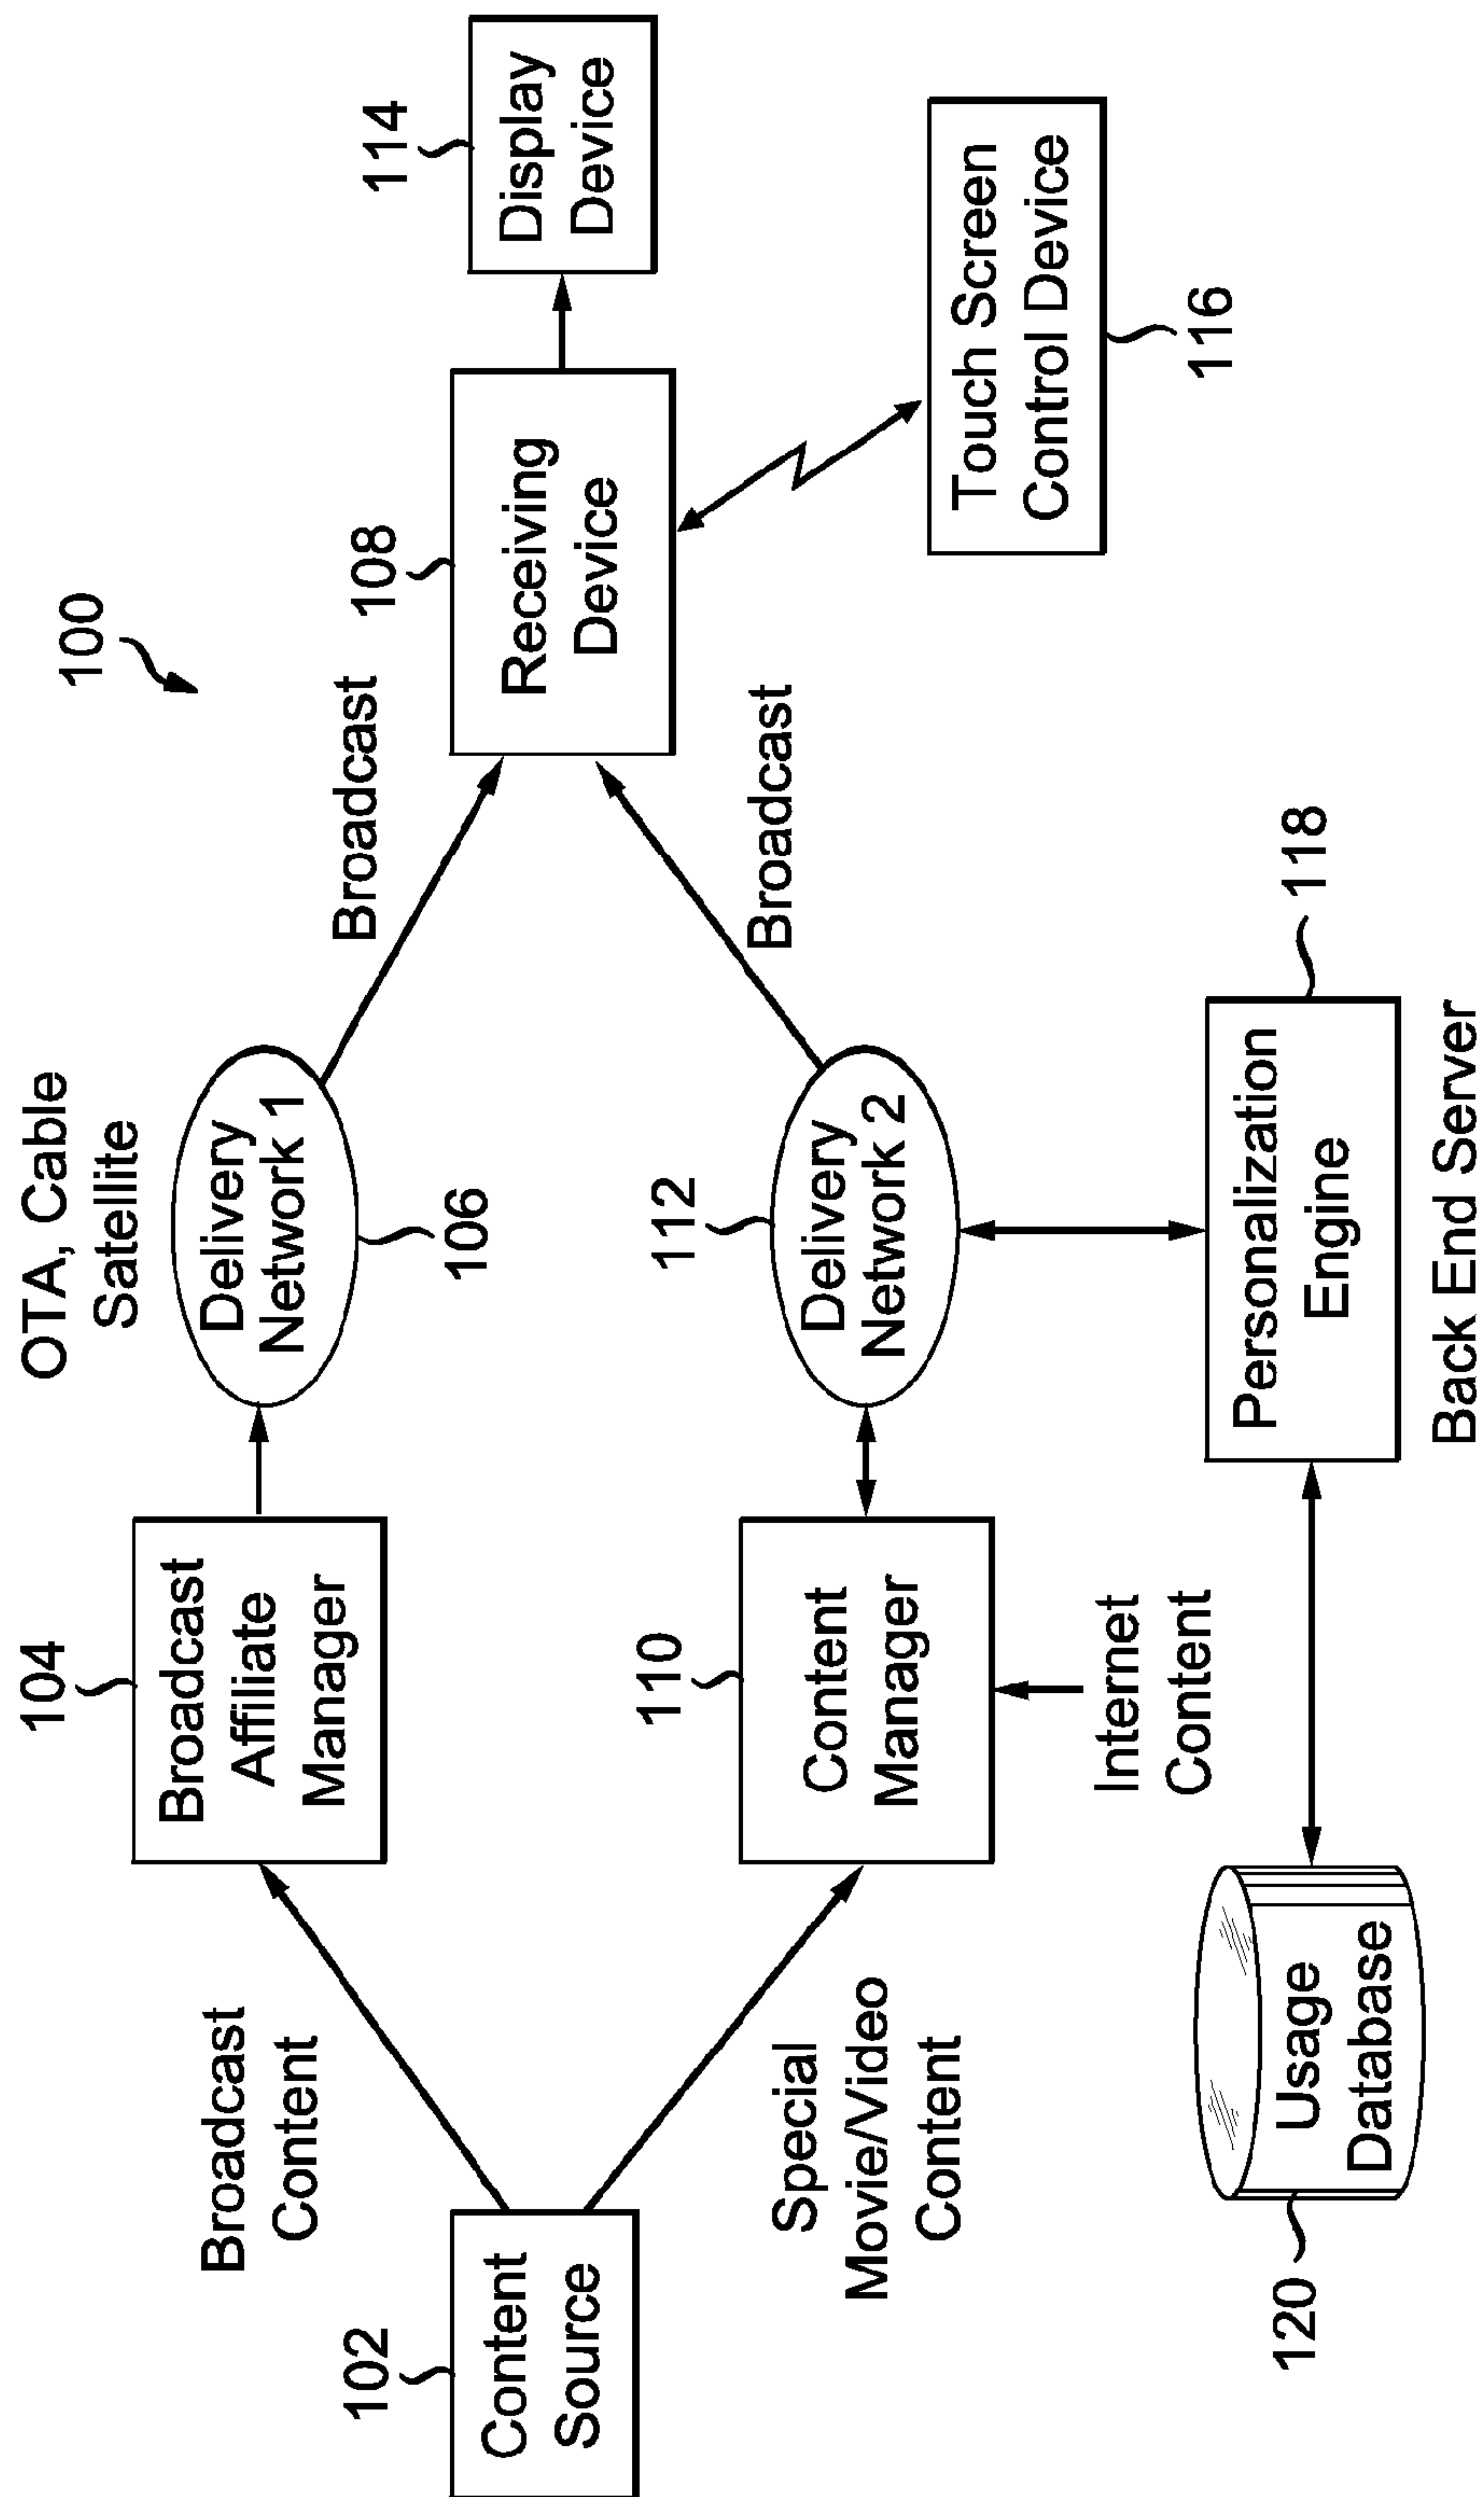 100
OTA, Cable
Satellite
104
Broadcast
Affiliate
Manager
Delivery
Network 1
106
Broadcast
Content
Broadcast
102
Content
Source
108
Receiving
Device
114
Display
Device
110
Content
Manager
112
Delivery
Network 2
Broadcast
Special
Movie/Video
Content
Touch Screen
Control Device
116
Internet
Content
120
Usage
Database
Personalization
Engine
118
Back End Server